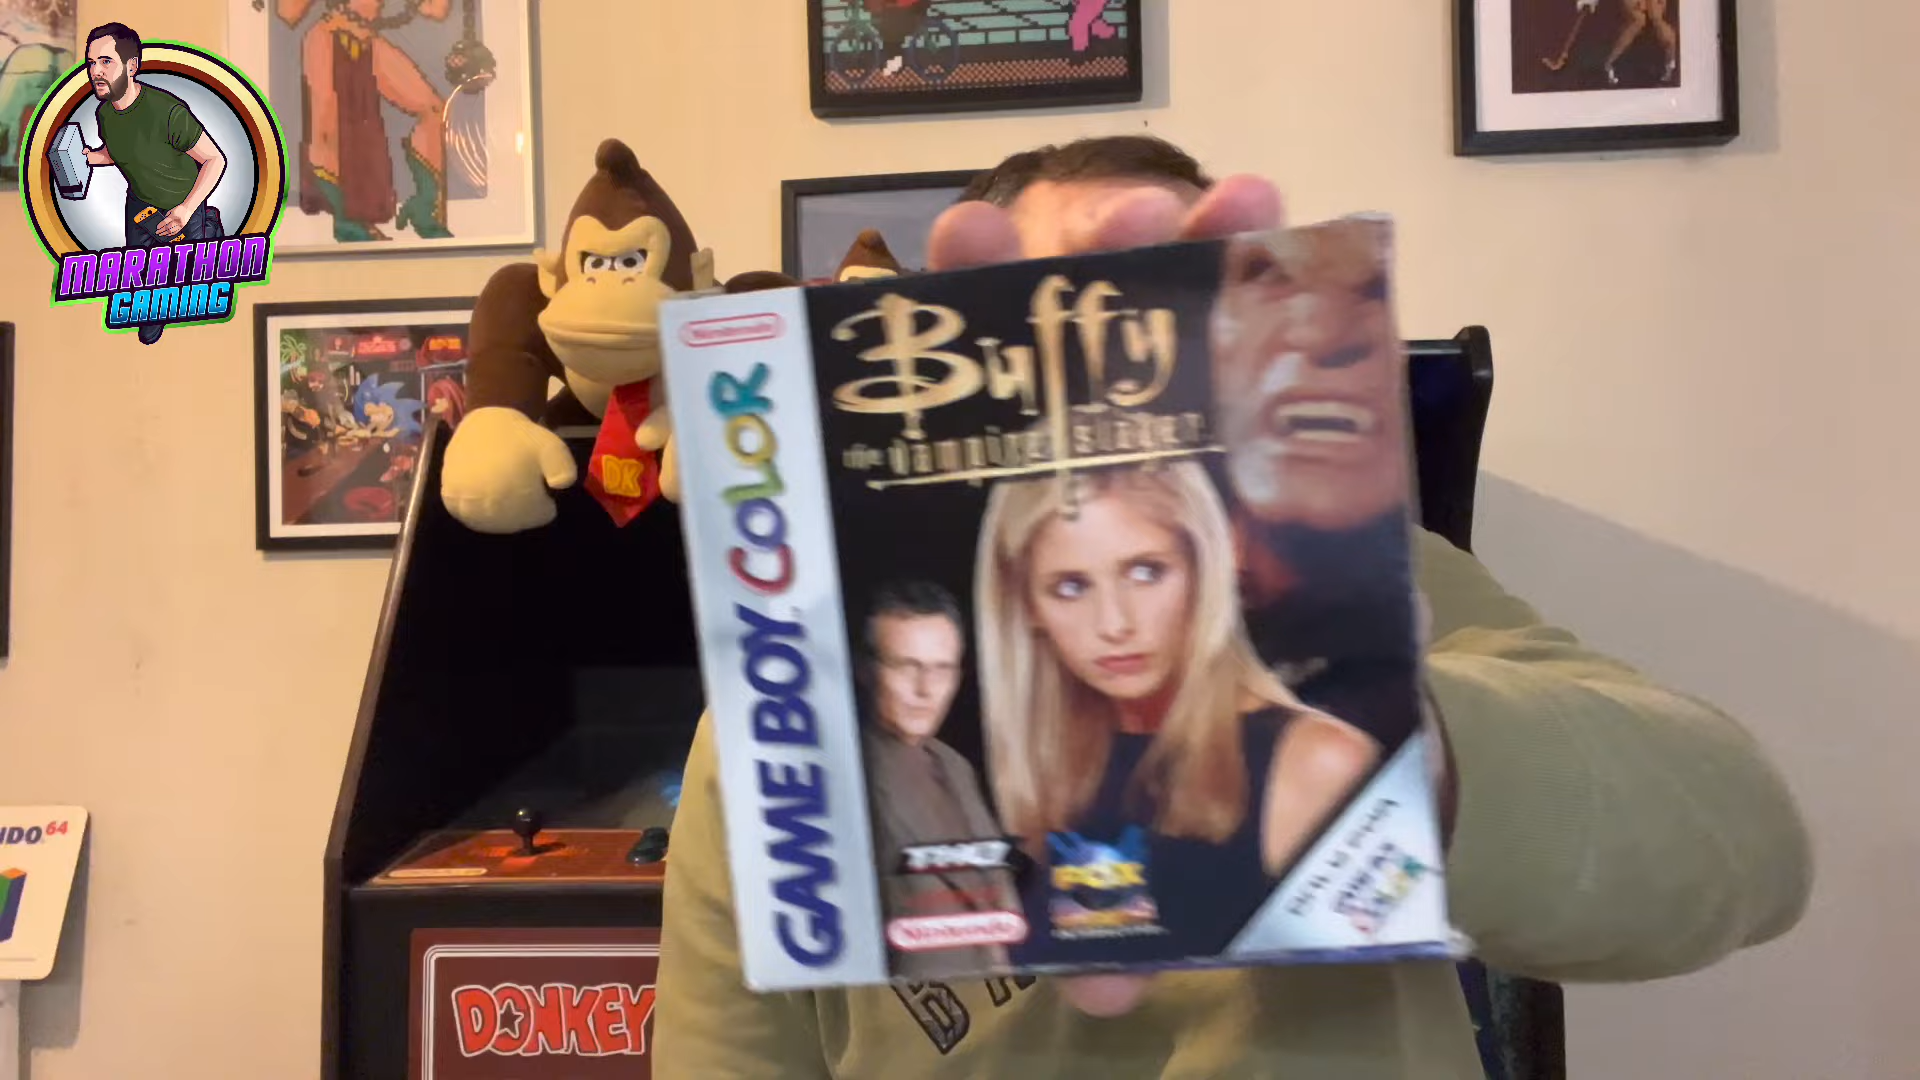 MARATHON
GAMING
Nintendo
GAME BOY COLOR
Buffy
the vampire slayer
THQ
Nintendo
FOX
DK
NDO 64
DONKEY